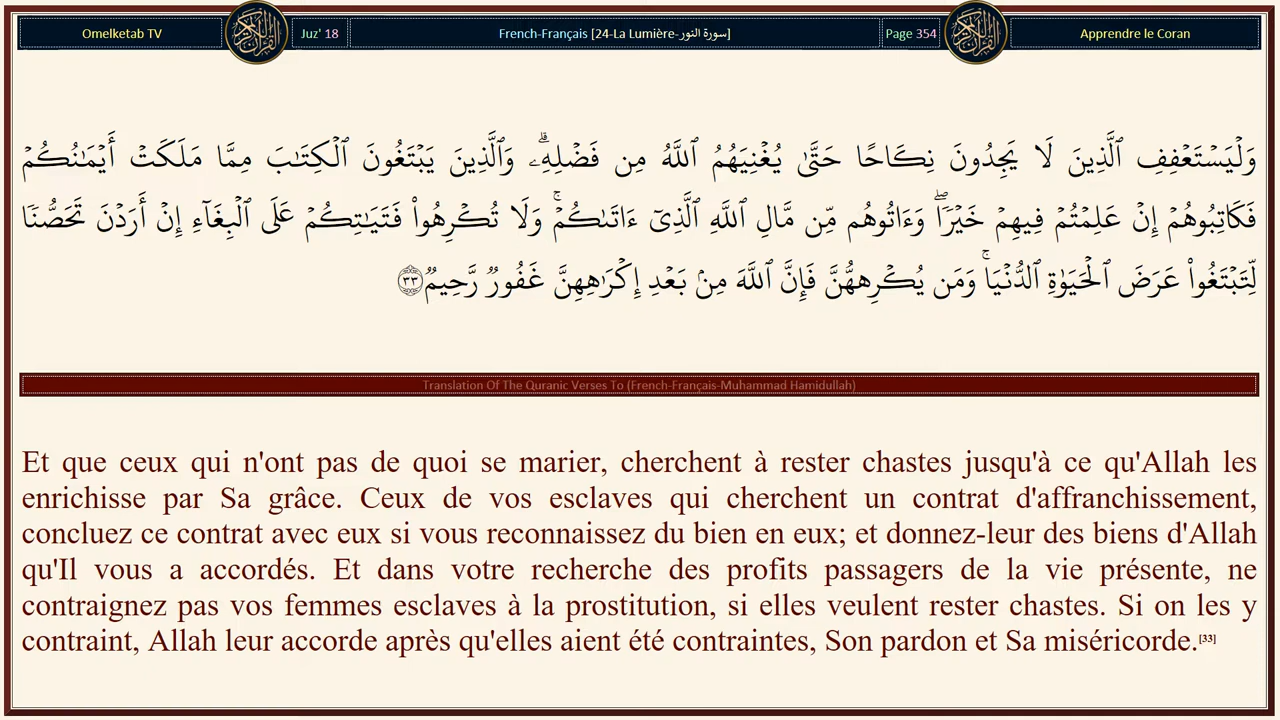 Omelketab TV
Juz' 18
French-Français [24-La Lumière-سورة النور]
Page 354
Apprendre le Coran
وَلْيَسْتَعْفِفِ ٱلَّذِينَ لَا يَجِدُونَ نِكَاحًا حَتَّىٰ يُغْنِيَهُمُ ٱللَّهُ مِن فَضْلِهِۦۗ وَٱلَّذِينَ يَبْتَغُونَ ٱلْكِتَـٰبَ مِمَّا مَلَكَتْ أَيْمَـٰنُكُمْ
فَكَاتِبُوهُمْ إِنْ عَلِمْتُمْ فِيهِمْ خَيْرًاۖ وَءَاتُوهُم مِّن مَّالِ ٱللَّهِ ٱلَّذِىٓ ءَاتَىٰكُمْۚ وَلَا تُكْرِهُوا۟ فَتَيَـٰتِكُمْ عَلَى ٱلْبِغَآءِ إِنْ أَرَدْنَ تَحَصُّنًا
لِّتَبْتَغُوا۟ عَرَضَ ٱلْحَيَوٰةِ ٱلدُّنْيَاۚ وَمَن يُكْرِههُّنَّ فَإِنَّ ٱللَّهَ مِنۢ بَعْدِ إِكْرَٰهِهِنَّ غَفُورٌ رَّحِيمٌ ٣٣
Translation Of The Quranic Verses To (French-Français-Muhammad Hamidullah)
Et que ceux qui n'ont pas de quoi se marier, cherchent à rester chastes jusqu'à ce qu'Allah les
enrichisse par Sa grâce. Ceux de vos esclaves qui cherchent un contrat d'affranchissement,
concluez ce contrat avec eux si vous reconnaissez du bien en eux; et donnez-leur des biens d'Allah
qu'Il vous a accordés. Et dans votre recherche des profits passagers de la vie présente, ne
contraignez pas vos femmes esclaves à la prostitution, si elles veulent rester chastes. Si on les y
contraint, Allah leur accorde après qu'elles aient été contraintes, Son pardon et Sa miséricorde.[33]